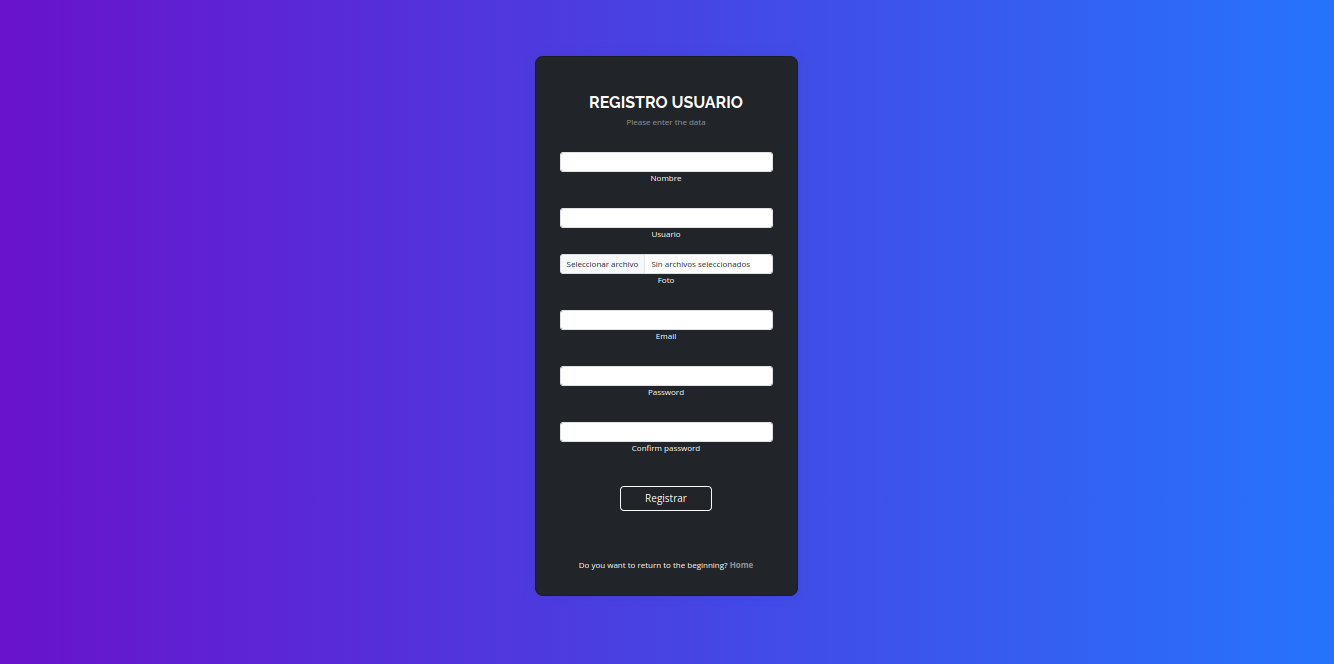 REGISTRO USUARIO
Please enter the data
Nombre
Usuario
Seleccionar archivo Sin archivos seleccionados
Foto
Email
Password
Confirm password
Registrar
Do you want to return to the beginning? Home